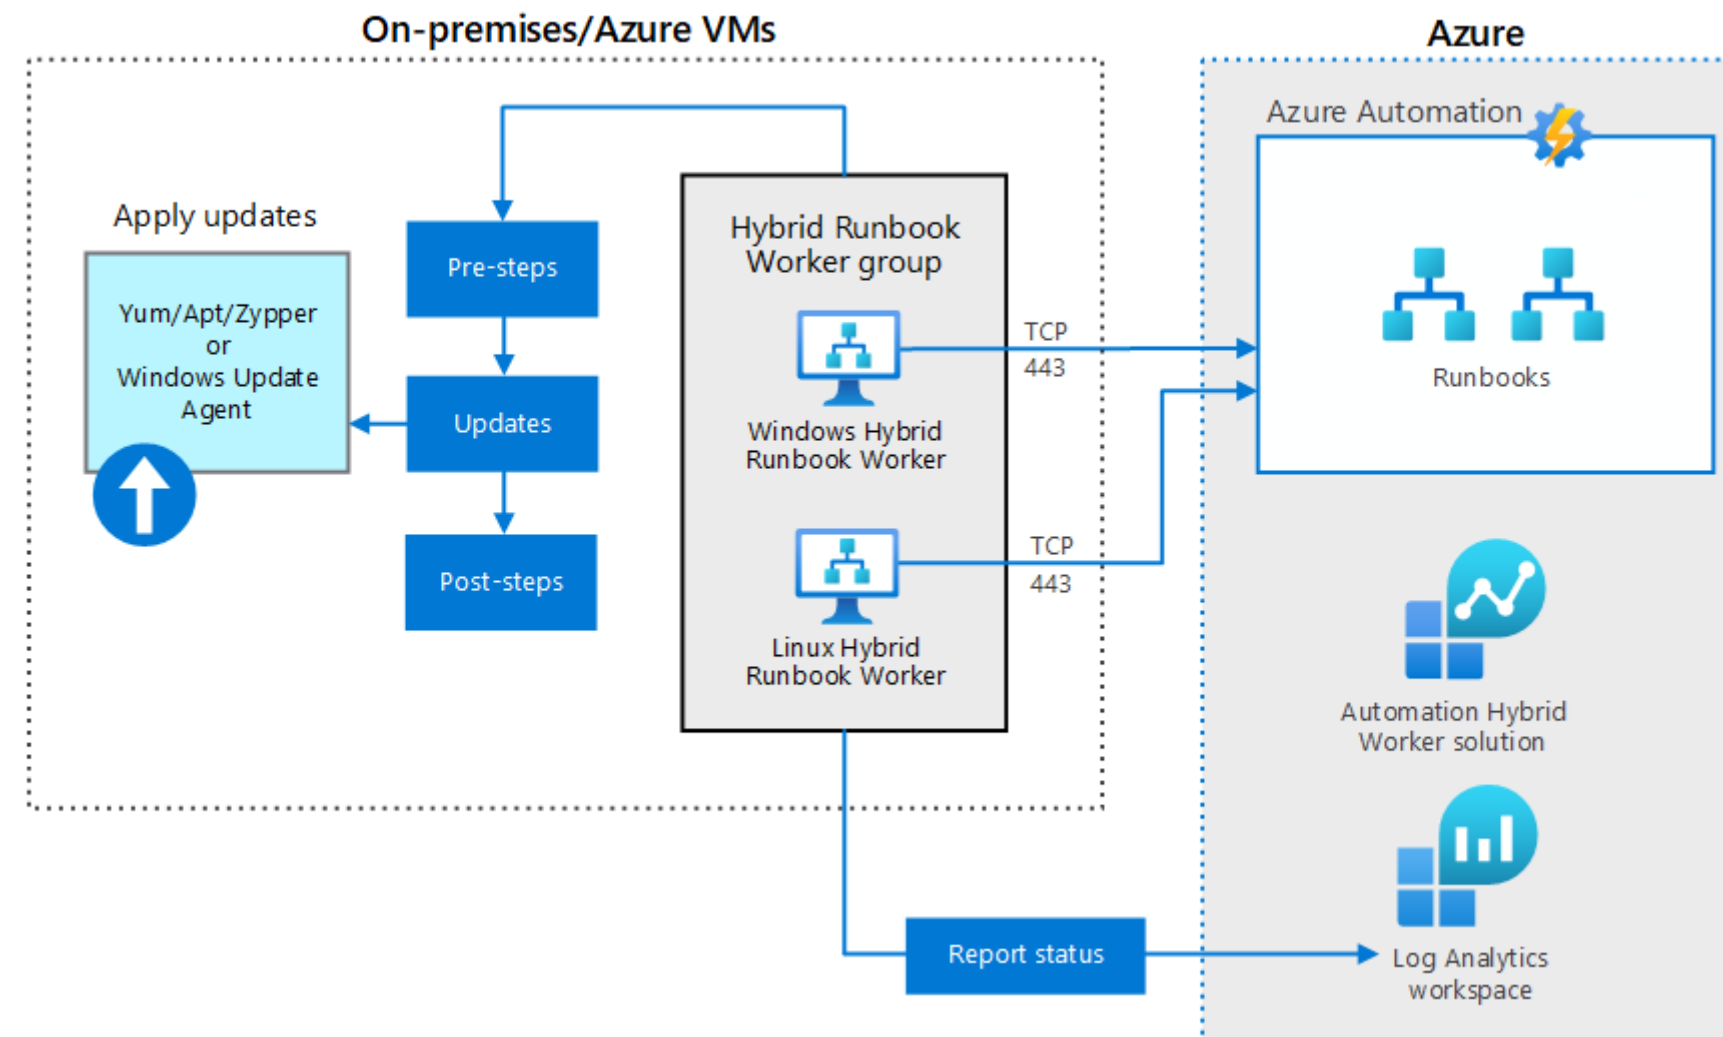 On-premises/Azure VMs
Azure
Azure Automation
Apply updates
Yum/Apt/Zypper
or
Windows Update
Agent
Pre-steps
Updates
Post-steps
Hybrid Runbook
Worker group
Windows Hybrid
Runbook Worker
Linux Hybrid
Runbook Worker
TCP
443
TCP
443
Runbooks
Automation Hybrid
Worker solution
Report status
Log Analytics
workspace